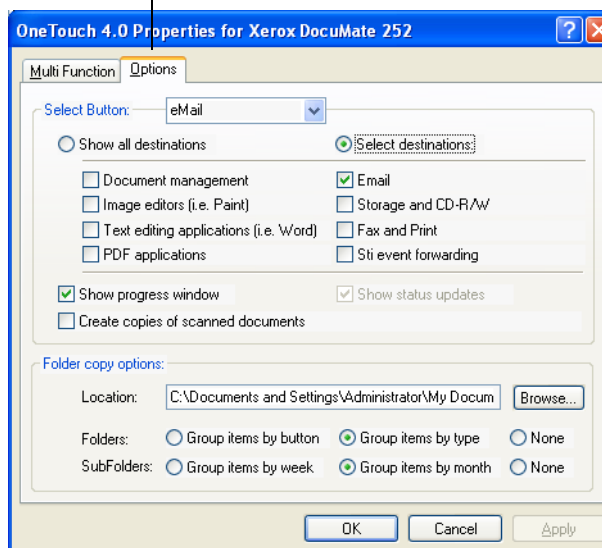 OneTouch 4.0 Properties for Xerox DocuMate 252
Multi Function Options
Select Button: eMail
Show all destinations Select destinations:
Document management Email
Image editors (i.e. Paint) Storage and CD-R/W
Text editing applications (i.e. Word) Fax and Print
PDF applications Sti event forwarding
Show progress window Show status updates
Create copies of scanned documents
Folder copy options:
Location: C:\Documents and Settings\Administrator\My Docum Browse...
Folders: Group items by button Group items by type None
SubFolders: Group items by week Group items by month None
OK Cancel Apply